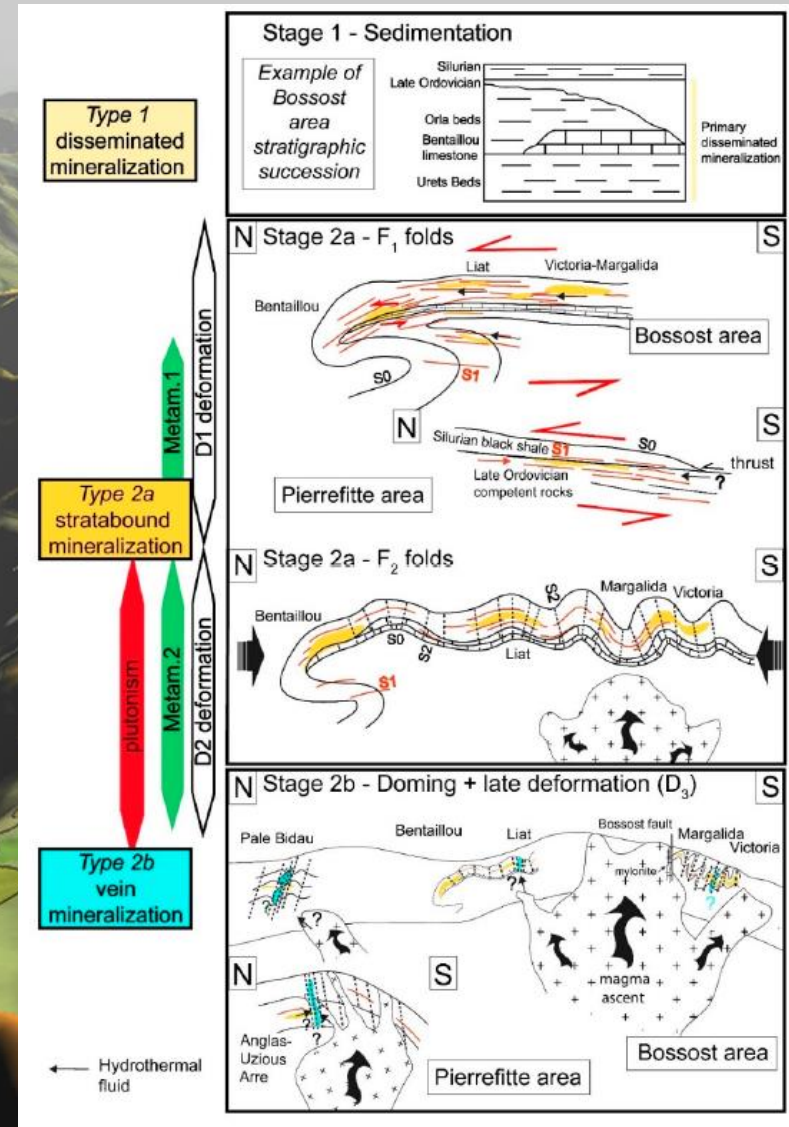 Stage 1 - Sedimentation
Example of
Bossost
area
stratigraphic
succession
Silurian
Late Ordovician
Orla beds
Bentaillou
limestone
Urets Beds
Primary
disseminated
mineralization
Type 1
disseminated
mineralization
N Stage 2a - F1 folds S
Liat Victoria-Margalida
Bentaillou
Bossost area
S0
S1
N S
Silurian black shale S1 S0
thrust
Late Ordovician
competent rocks
?
Pierrefitte area
Metam.1
D1 deformation
Type 2a
stratabound
mineralization
N Stage 2a - F2 folds S
S2 Margalida Victoria
Bentaillou
S0 S2
Liat
S1
plutonism
Metam.2
D2 deformation
N Stage 2b - Doming + late deformation (D3) S
Pale Bidau Bentaillou Liat Bossost fault Margalida
Victoria
mylonite
?
?
?
magma
ascent
Type 2b
vein
mineralization
N S
?
?
?
Anglas-
Uzious
Arre
Pierrefitte area
Bossost area
Hydrothermal
fluid